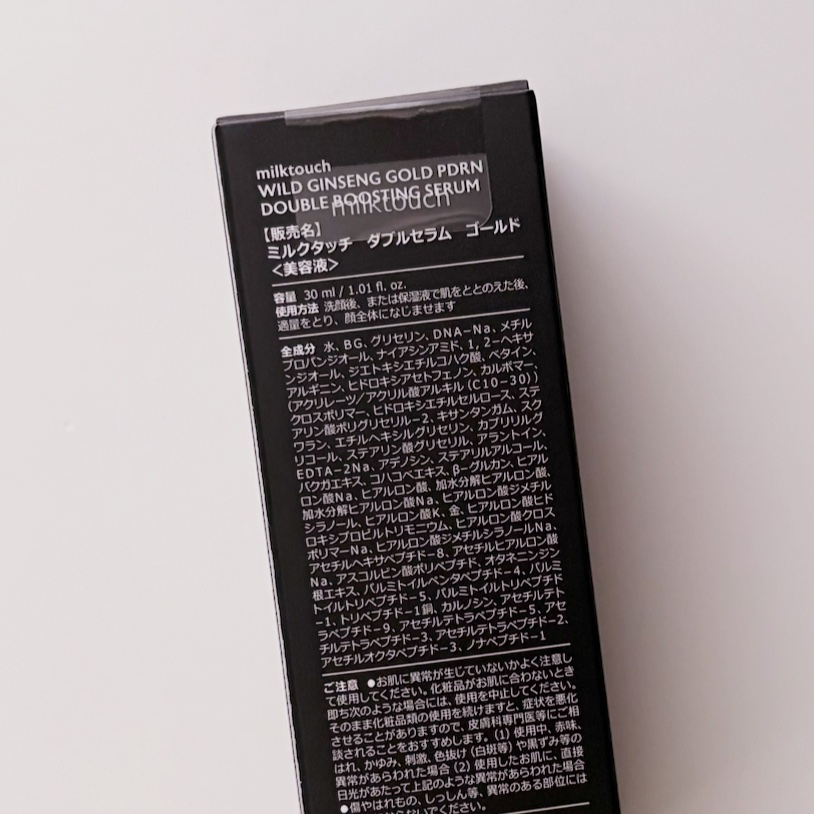 milktouch
WILD GINSENG GOLD PDRN
DOUBLE BOOSTING SERUM
milktouch
【販売名】
ミルクタッチ ダブルセラム ゴールド
<美容液>
容量 30 ml / 1.01 fl. oz.
使用方法 洗顔後、または保湿液で肌をととのえた後、
適量をとり、顔全体になじませます
全成分 水、BG、グリセリン、DNA-Na、メチル
プロパンジオール、ナイアシンアミド、1,2-ヘキサ
ンジオール、ジエトキシエチルコハク酸、ベタイン、
アルギニン、ヒドロキシアセトフェノン、カルボマー、
(アクリレーツ/アクリル酸アルキル(C10-30))
クロスポリマー、ヒドロキシエチルセルロース、ステ
アリン酸ポリグリセリル-2、キサンタンガム、スク
ワラン、エチルヘキシルグリセリン、カプリリルグ
リコール、ステアリン酸グリセリル、アラントイン、
EDTA-2Na、アデノシン、ステアリルアルコール、
バクガエキス、コハコベエキス、β-グルカン、ヒアル
ロン酸Na、ヒアルロン酸、加水分解ヒアルロン酸、
加水分解ヒアルロン酸Na、ヒアルロン酸ジメチル
シラノール、ヒアルロン酸K、金、ヒアルロン酸ヒド
ロキシプロピルトリモニウム、ヒアルロン酸クロス
ポリマーNa、ヒアルロン酸ジメチルシラノールNa、
アセチルヘキサペプチド-8、アセチルヒアルロン酸
Na、アスコルビン酸ポリペプチド、オタネニンジン
根エキス、パルミトイルペンタペプチド-4、パルミ
トイルトリペプチド-5、パルミトイルトリペプチド
-1、トリペプチド-1銅、カルノシン、アセチルテト
ラペプチド-9、アセチルテトラペプチド-5、アセ
チルテトラペプチド-3、アセチルテトラペプチド-2、
アセチルオクタペプチド-3、ノナペプチド-1
ご注意 ●お肌に異常が生じていないかよく注意し
て使用してください。化粧品がお肌に合わないとき
即ち次のような場合には、使用を中止してください。
そのまま化粧品類の使用を続けますと、症状を悪化
させることがありますので、皮膚科専門医等にご相
談されることをおすすめします。(1) 使用中、赤味、
はれ、かゆみ、刺激、色抜け(白斑等)や黒ずみ等の
異常があらわれた場合 (2) 使用したお肌に、直接
日光があたって上記のような異常があらわれた場合
●傷やはれもの、しっしん等、異常のある部位には
ください。